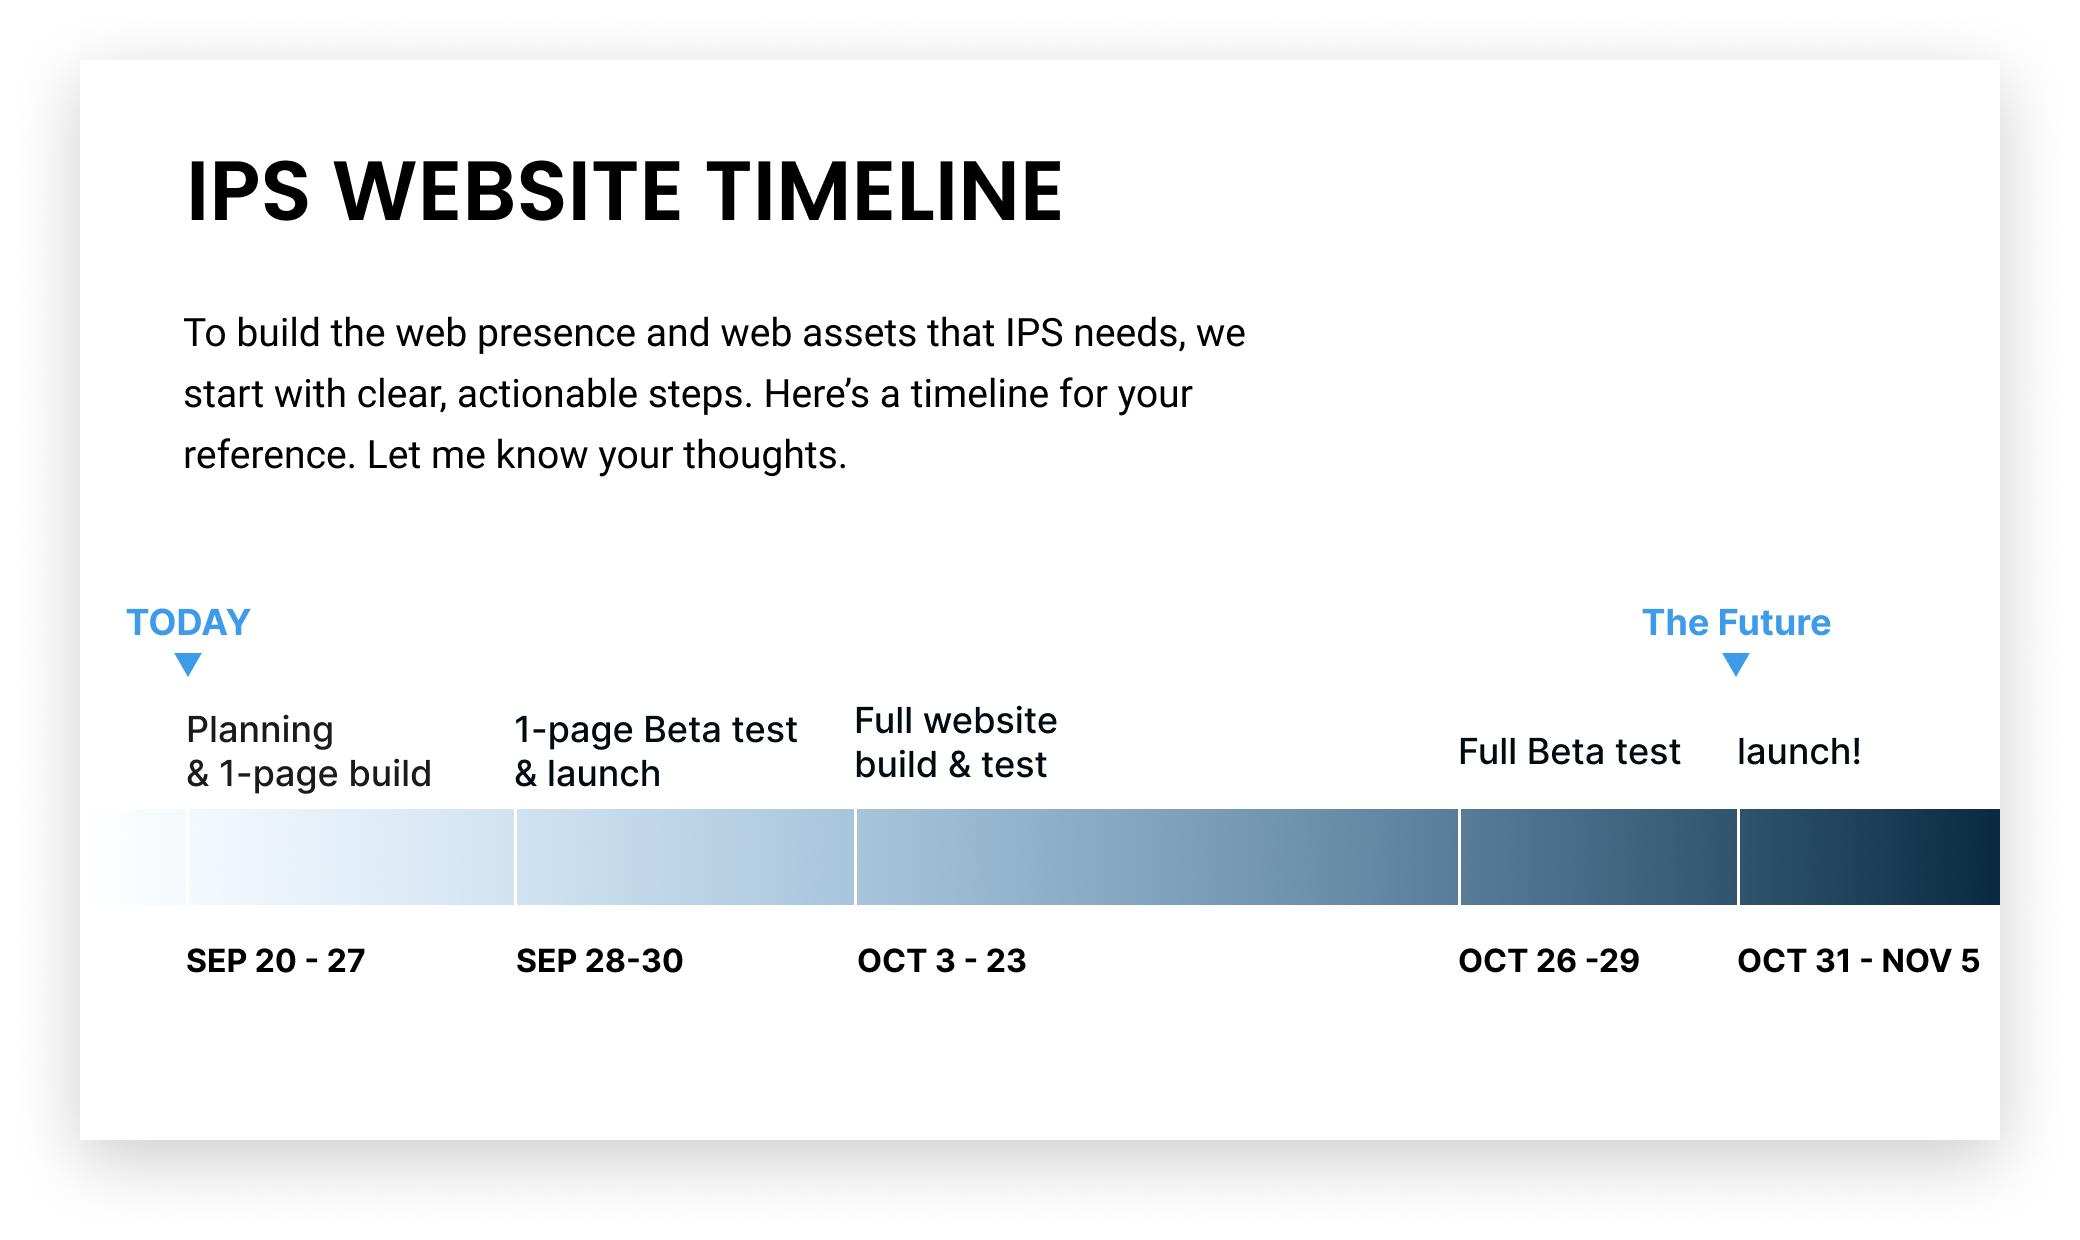 IPS WEBSITE TIMELINE
To build the web presence and web assets that IPS needs, we
start with clear, actionable steps. Here’s a timeline for your
reference. Let me know your thoughts.
TODAY
The Future
Planning
& 1-page build
1-page Beta test
& launch
Full website
build & test
Full Beta test
launch!
SEP 20 - 27
SEP 28-30
OCT 3 - 23
OCT 26 -29
OCT 31 - NOV 5